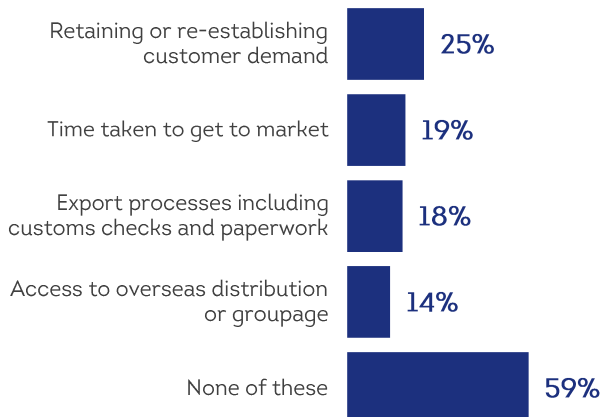 Retaining or re-establishing
customer demand
25%
Time taken to get to market
19%
Export processes including
customs checks and paperwork
18%
Access to overseas distribution
or groupage
14%
None of these
59%